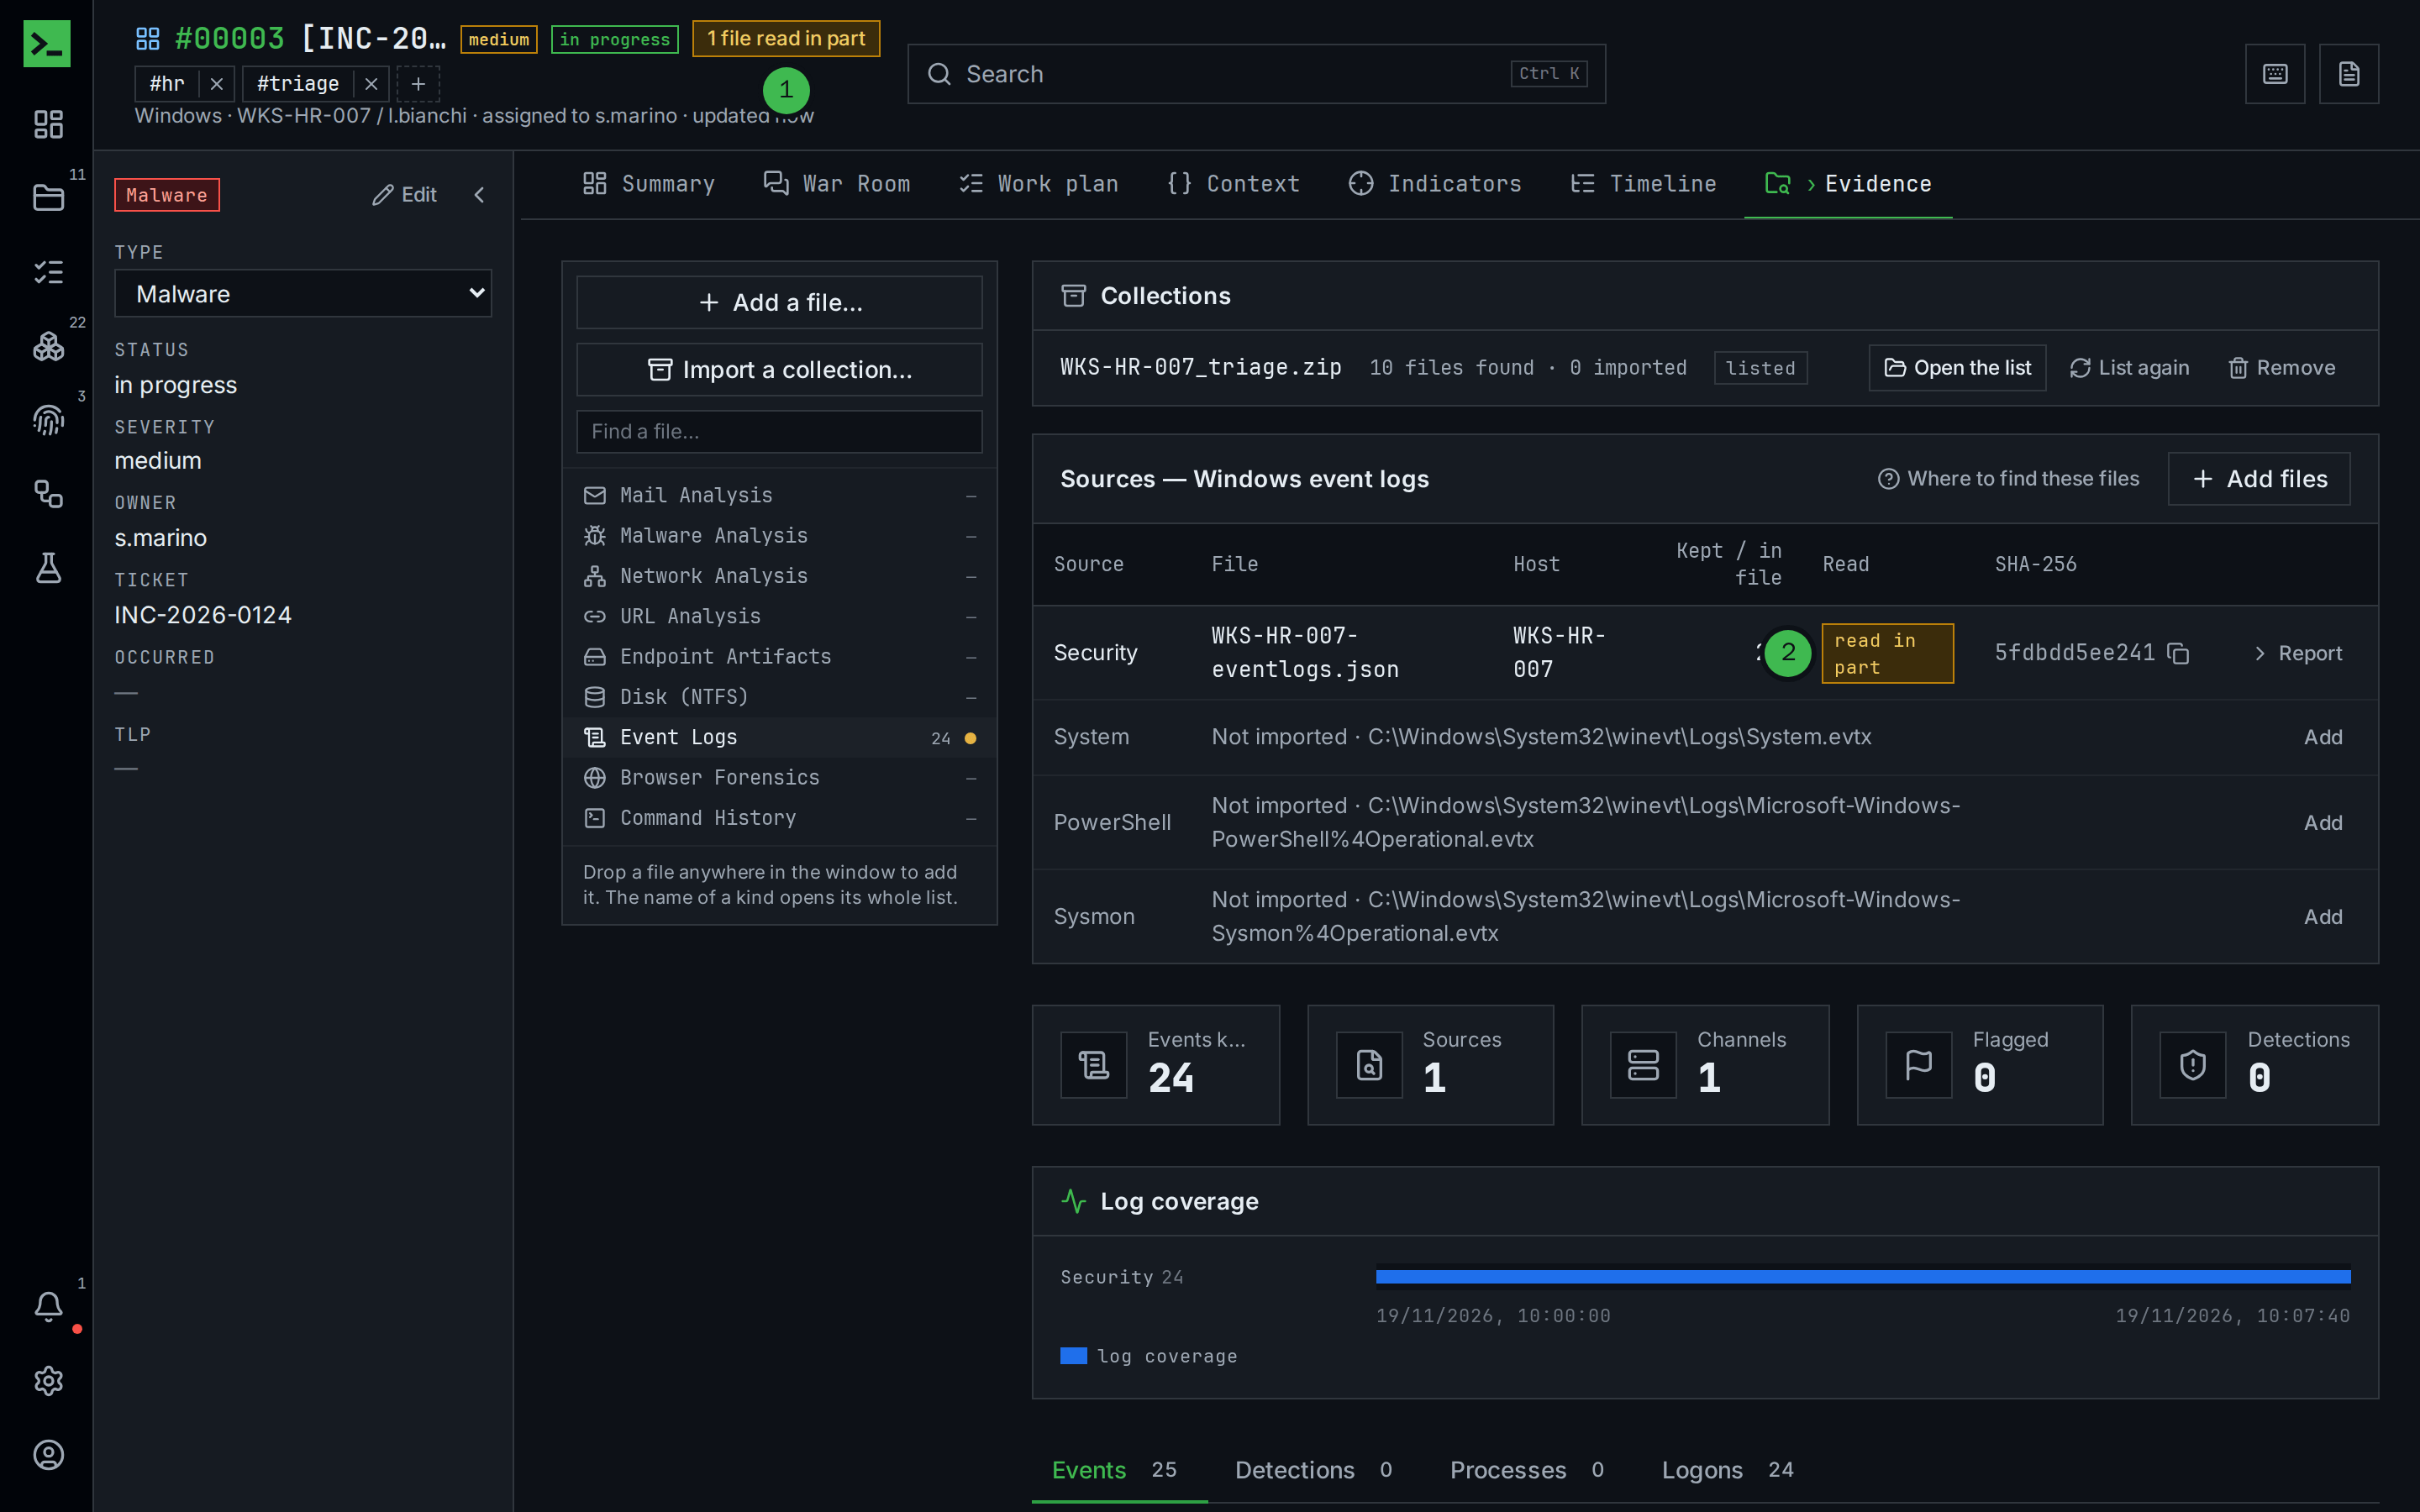 #00003 [INC-20… medium in progress 1 file read in part
#hr #triage
1
Windows · WKS-HR-007 / l.bianchi · assigned to s.marino · updated
Search Ctrl K
11
22
3
1
Malware Edit
TYPE
Malware
STATUS
in progress
SEVERITY
medium
OWNER
s.marino
TICKET
INC-2026-0124
OCCURRED
—
TLP
—
Summary War Room Work plan Context Indicators Timeline › Evidence
+ Add a file...
Import a collection...
Find a file...
Mail Analysis –
Malware Analysis –
Network Analysis –
URL Analysis –
Endpoint Artifacts –
Disk (NTFS) –
Event Logs 24
Browser Forensics –
Command History –
Drop a file anywhere in the window to add
it. The name of a kind opens its whole list.
Collections
WKS-HR-007_triage.zip 10 files found · 0 imported listed Open the list List again Remove
Sources — Windows event logs Where to find these files + Add files
Source File Host Kept / in
file Read SHA-256
Security WKS-HR-007-
eventlogs.json WKS-HR-
007 2 read in
part 5fdbdd5ee241 Report
System Not imported · C:\Windows\System32\winevt\Logs\System.evtx Add
PowerShell Not imported · C:\Windows\System32\winevt\Logs\Microsoft-Windows-
PowerShell%4Operational.evtx Add
Sysmon Not imported · C:\Windows\System32\winevt\Logs\Microsoft-Windows-
Sysmon%4Operational.evtx Add
Events k… Sources Channels Flagged Detections
24 1 1 0 0
Log coverage
Security 24
19/11/2026, 10:00:00 19/11/2026, 10:07:40
log coverage
Events 25 Detections 0 Processes 0 Logons 24